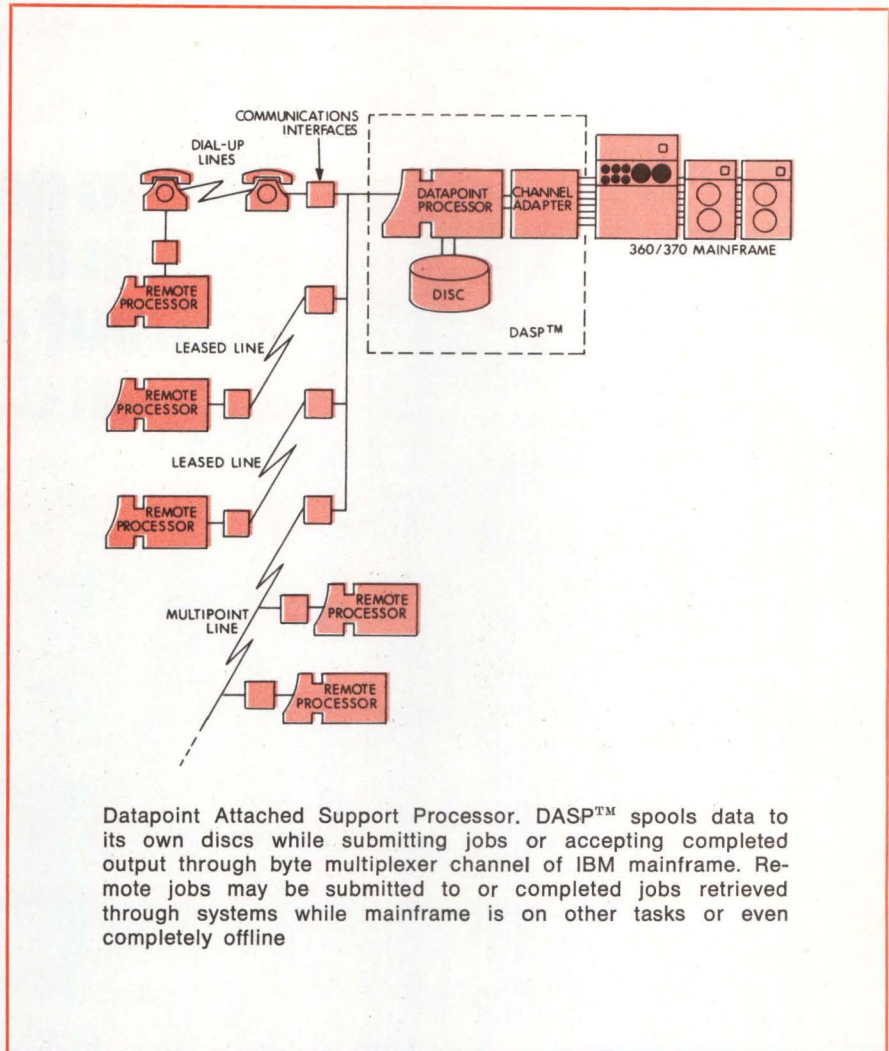 COMMUNICATIONS
INTERFACES
DIAL-UP
LINES
DATAPOINT
PROCESSOR
CHANNEL
ADAPTER
360/370 MAINFRAME
DISC
DASP™
REMOTE
PROCESSOR
LEASED LINE
REMOTE
PROCESSOR
LEASED LINE
REMOTE
PROCESSOR
MULTIPOINT
LINE
REMOTE
PROCESSOR
REMOTE
PROCESSOR
Datapoint Attached Support Processor. DASP™ spools data to
its own discs while submitting jobs or accepting completed
output through byte multiplexer channel of IBM mainframe. Re-
mote jobs may be submitted to or completed jobs retrieved
through systems while mainframe is on other tasks or even
completely offline